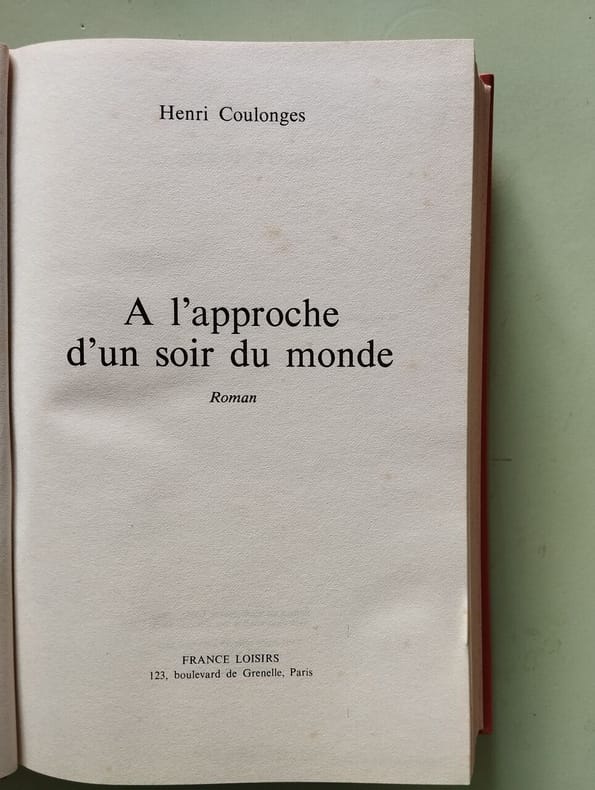 Henri Coulonges
A l'approche
d'un soir du monde
Roman
FRANCE LOISIRS
123, boulevard de Grenelle, Paris